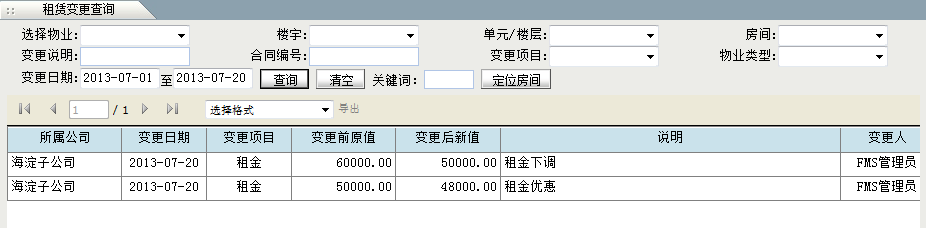 租赁变更查询
选择物业: 楼宇: 单元/楼层: 房间:
变更说明: 合同编号: 变更项目: 物业类型:
变更日期: 2013-07-01 至 2013-07-20 查询 清空 关键词: 定位房间
1 / 1 选择格式 导出
所属公司 变更日期 变更项目 变更前原值 变更后新值 说明 变更人
海淀子公司 2013-07-20 租金 60000.00 50000.00 租金下调 FMS管理员
海淀子公司 2013-07-20 租金 50000.00 48000.00 租金优惠 FMS管理员